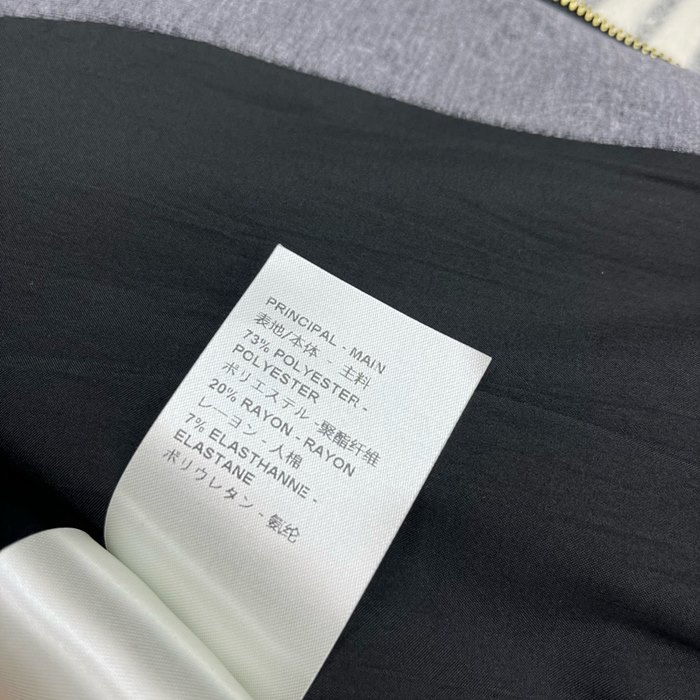 PRINCIPAL - MAIN
表地/本体 - 主料
73% POLYESTER -
POLYESTER
ポリエステル -聚酯纤维
20% RAYON - RAYON
レーヨン - 人棉
7% ELASTHANNE -
ELASTANE
ポリウレタン - 氨纶